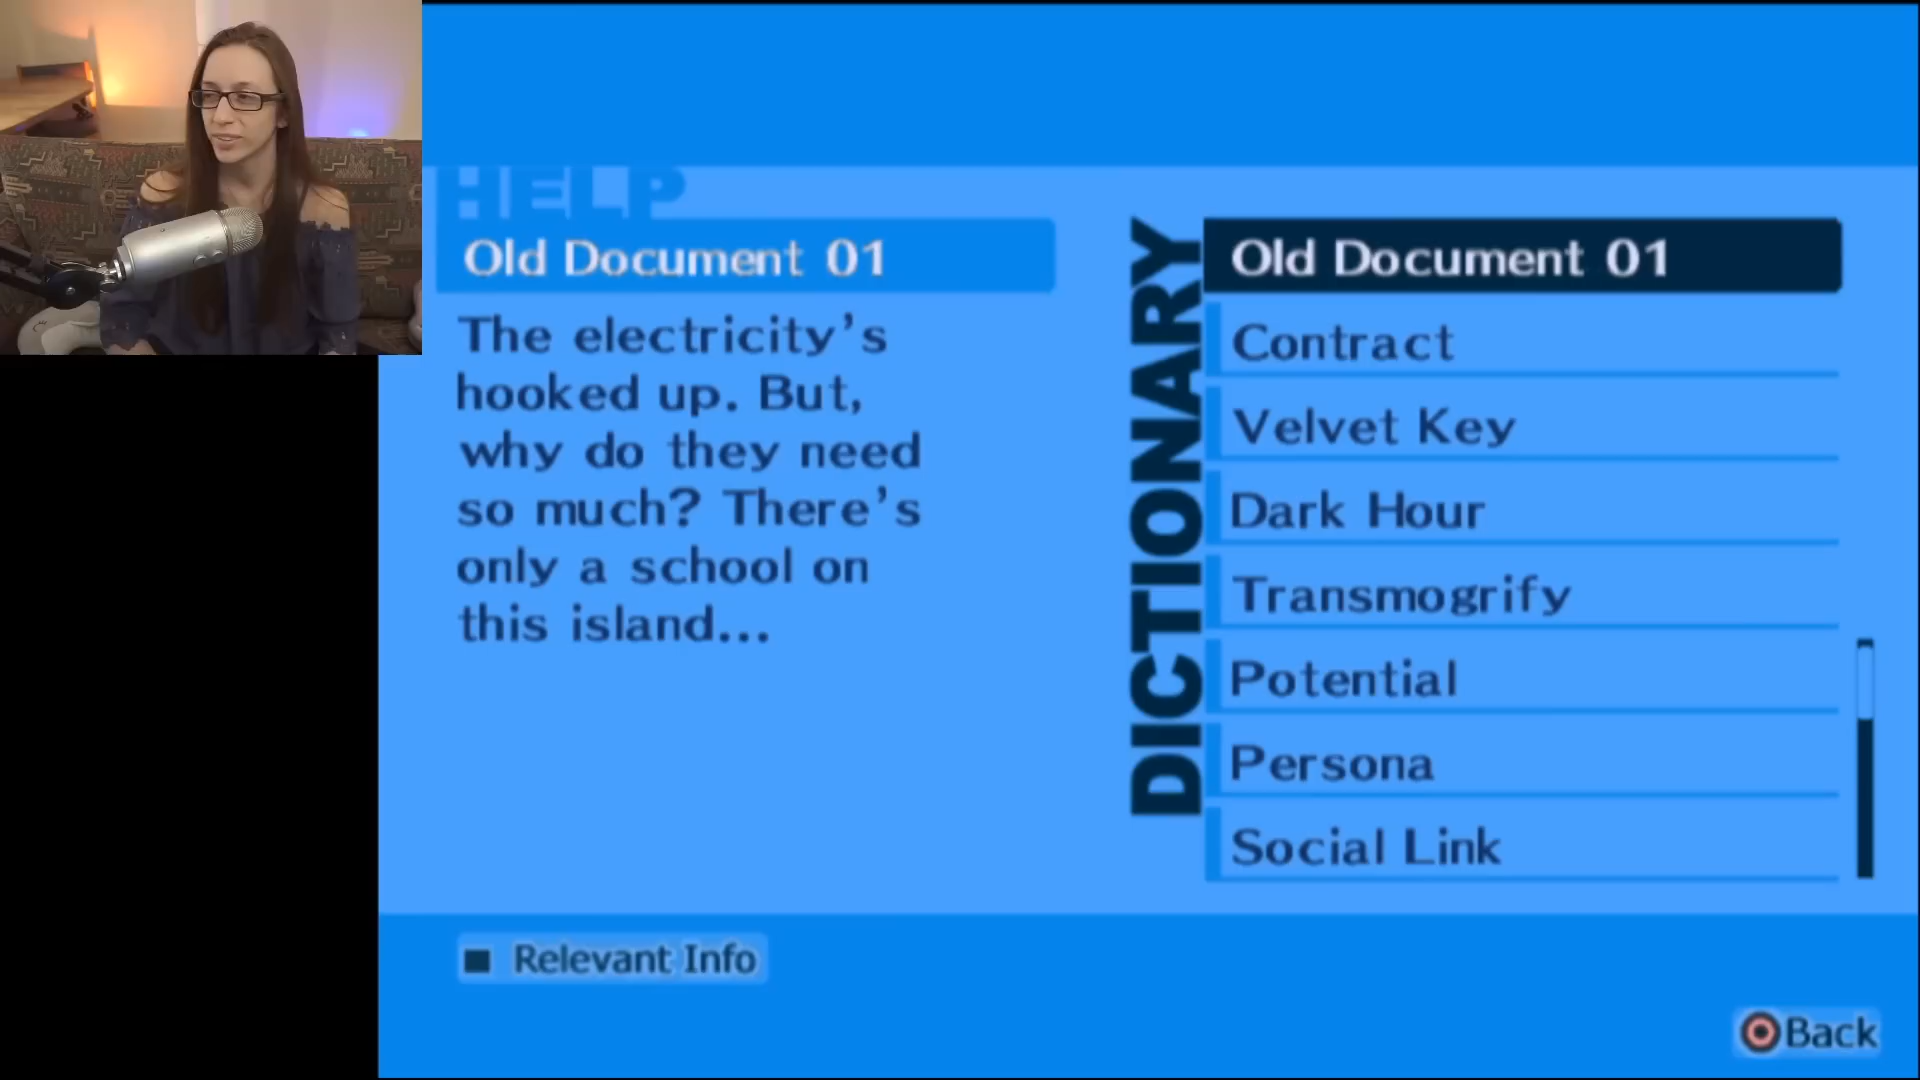 HELP
Old Document 01
The electricity's
hooked up. But,
why do they need
so much? There's
only a school on
this island...
Relevant Info
DICTIONARY
Old Document 01
Contract
Velvet Key
Dark Hour
Transmogrify
Potential
Persona
Social Link
Back